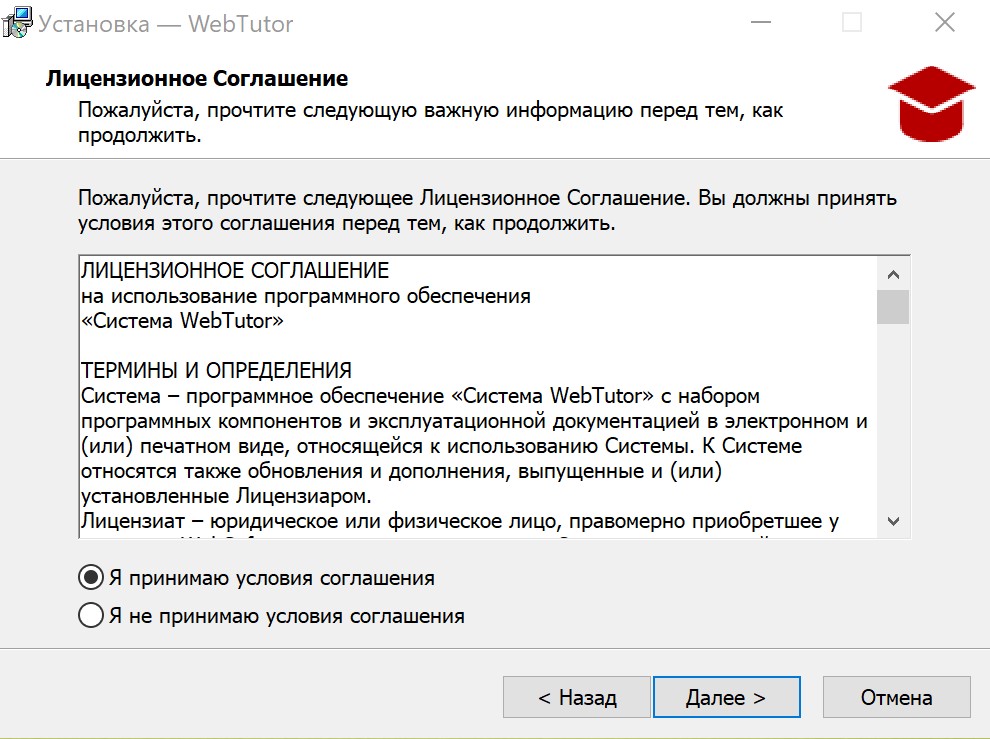 Установка — WebTutor
Лицензионное Соглашение
Пожалуйста, прочтите следующую важную информацию перед тем, как
продолжить.
Пожалуйста, прочтите следующее Лицензионное Соглашение. Вы должны принять
условия этого соглашения перед тем, как продолжить.
ЛИЦЕНЗИОННОЕ СОГЛАШЕНИЕ
на использование программного обеспечения
«Система WebTutor»
ТЕРМИНЫ И ОПРЕДЕЛЕНИЯ
Система – программное обеспечение «Система WebTutor» с набором
программных компонентов и эксплуатационной документацией в электронном и
(или) печатном виде, относящейся к использованию Системы. К Системе
относятся также обновления и дополнения, выпущенные и (или)
установленные Лицензиаром.
Лицензиат – юридическое или физическое лицо, правомерно приобретшее у
Я принимаю условия соглашения
Я не принимаю условия соглашения
< Назад
Далее >
Отмена